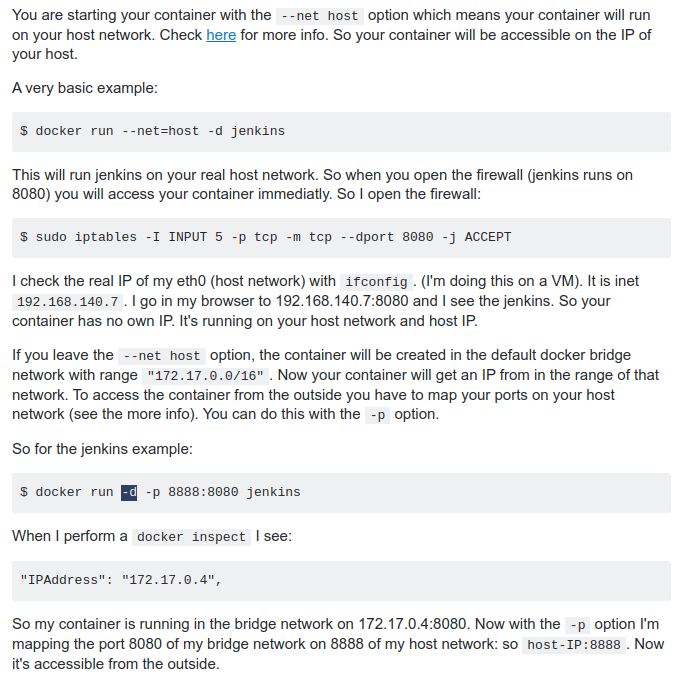 You are starting your container with the --net host option which means your container will run
on your host network. Check here for more info. So your container will be accessible on the IP of
your host.
A very basic example:
$ docker run --net=host -d jenkins
This will run jenkins on your real host network. So when you open the firewall (jenkins runs on
8080) you will access your container immediatly. So I open the firewall:
$ sudo iptables -I INPUT 5 -p tcp -m tcp --dport 8080 -j ACCEPT
I check the real IP of my eth0 (host network) with ifconfig . (I'm doing this on a VM). It is inet
192.168.140.7 . I go in my browser to 192.168.140.7:8080 and I see the jenkins. So your
container has no own IP. It's running on your host network and host IP.
If you leave the --net host option, the container will be created in the default docker bridge
network with range "172.17.0.0/16" . Now your container will get an IP from in the range of that
network. To access the container from the outside you have to map your ports on your host
network (see the more info). You can do this with the -p option.
So for the jenkins example:
$ docker run -d -p 8888:8080 jenkins
When I perform a docker inspect I see:
"IPAddress": "172.17.0.4",
So my container is running in the bridge network on 172.17.0.4:8080. Now with the -p option I'm
mapping the port 8080 of my bridge network on 8888 of my host network: so host-IP:8888 . Now
it's accessible from the outside.